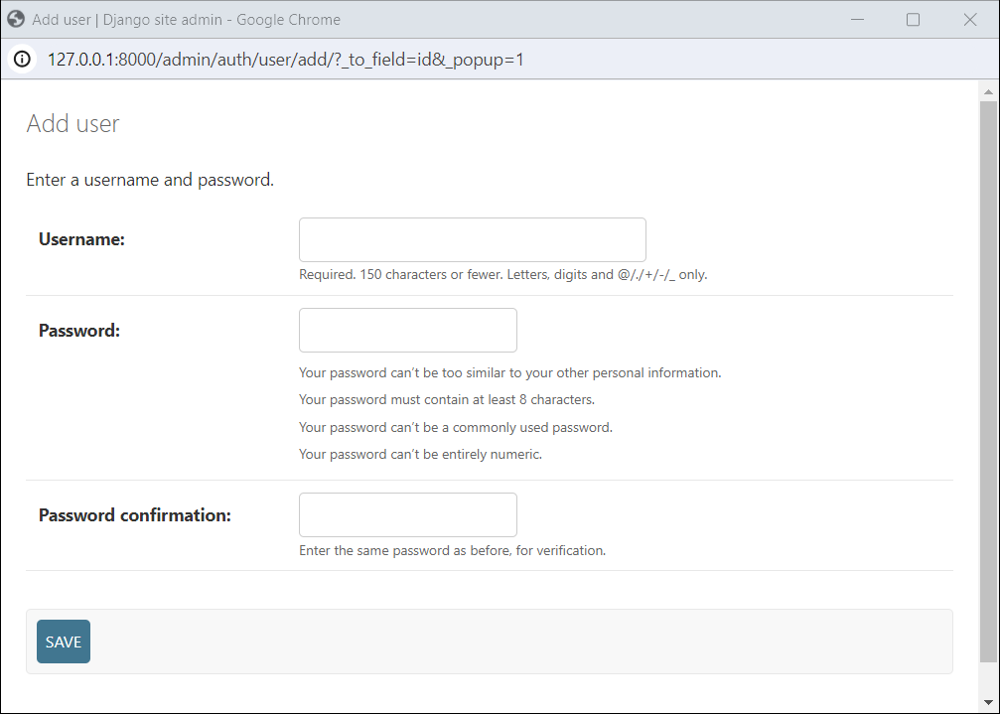 Add user | Django site admin - Google Chrome
127.0.0.1:8000/admin/auth/user/add/?_to_field=id&_popup=1
Add user
Enter a username and password.
Username:
Required. 150 characters or fewer. Letters, digits and @/./+/-/_ only.
Password:
Your password can’t be too similar to your other personal information.
Your password must contain at least 8 characters.
Your password can’t be a commonly used password.
Your password can’t be entirely numeric.
Password confirmation:
Enter the same password as before, for verification.
SAVE